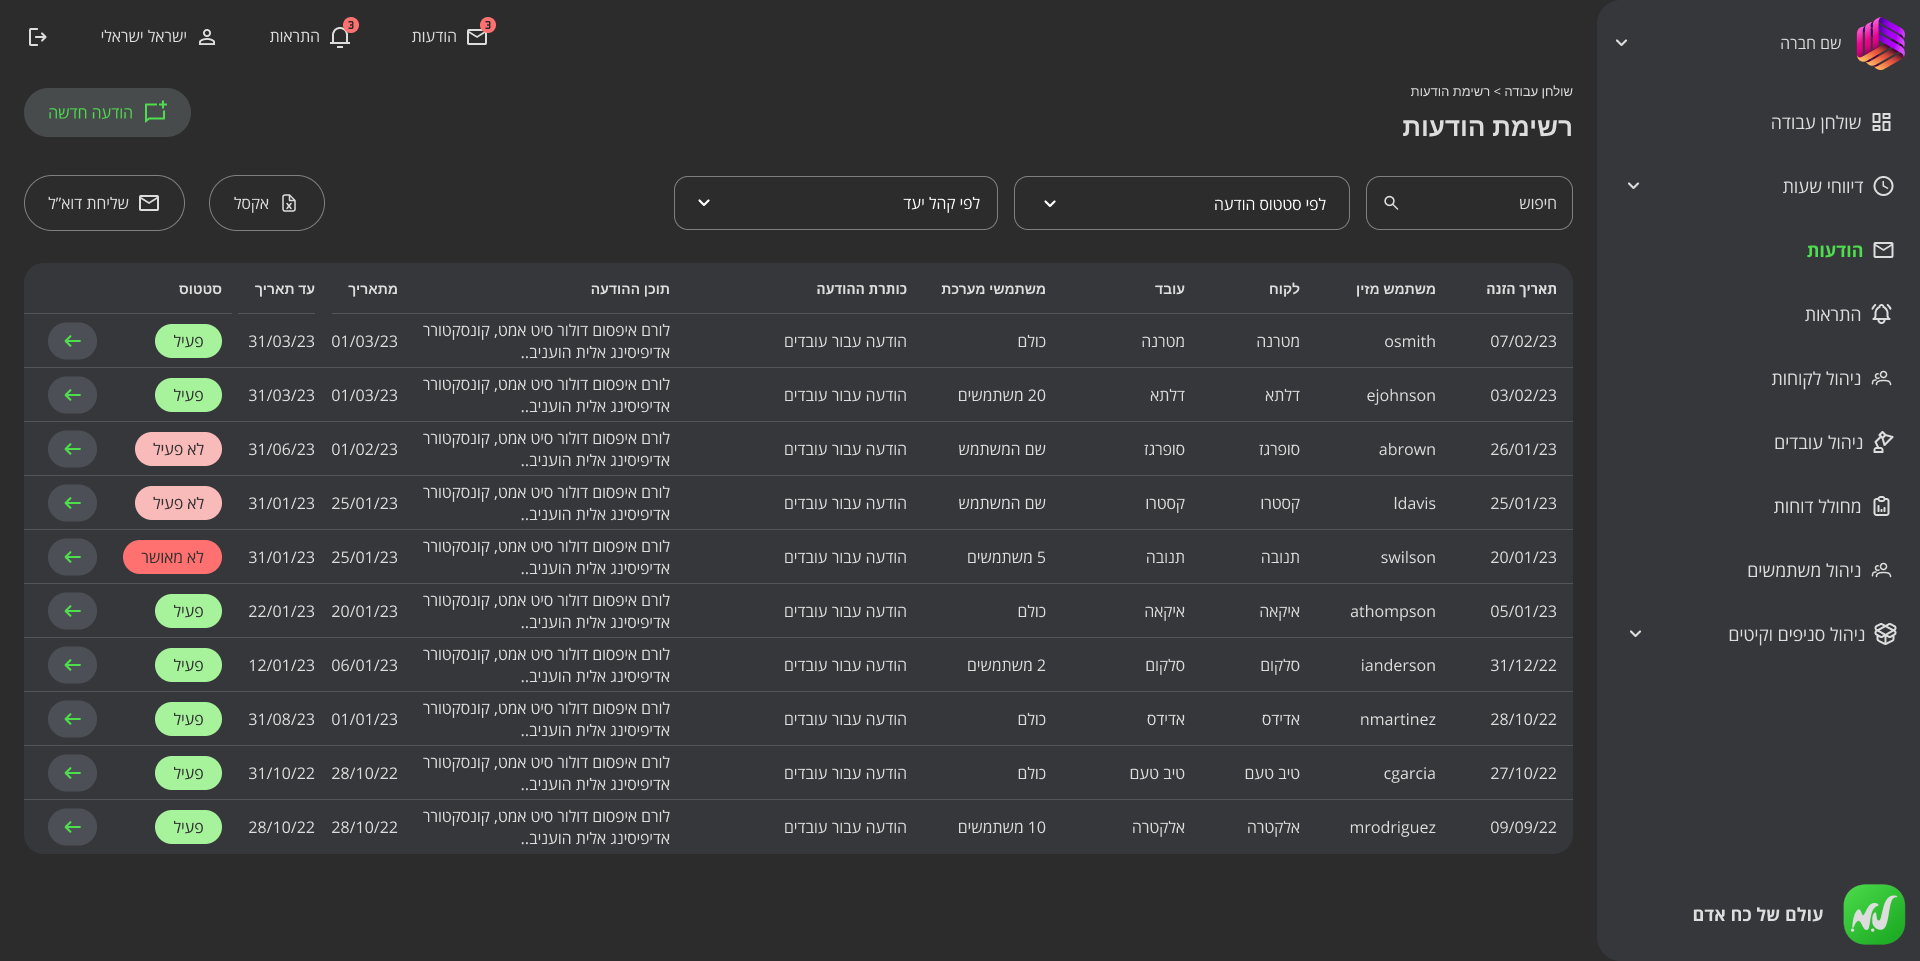 שם חברה
שולחן עבודה
דיווחי שעות
הודעות
התראות
ניהול לקוחות
ניהול עובדים
מחולל דוחות
ניהול משתמשים
ניהול סניפים וקיטים
עולם של כח אדם
הודעות 3
התראות 3
ישראל ישראלי
שולחן עבודה > רשימת הודעות
רשימת הודעות
הודעה חדשה
חיפוש
לפי סטטוס הודעה
לפי קהל יעד
אקסל
שליחת דוא״ל
תאריך הזנה משתמש מזין לקוח עובד משתמשי מערכת כותרת ההודעה תוכן ההודעה מתאריך עד תאריך סטטוס
07/02/23 osmith מטרנה מטרנה כולם הודעה עבור עובדים לורם איפסום דולור סיט אמט, קונסקטורר 01/03/23 31/03/23 פעיל
אדיפיסינג אלית הועניב..
03/02/23 ejohnson דלתא דלתא 20 משתמשים הודעה עבור עובדים לורם איפסום דולור סיט אמט, קונסקטורר 01/03/23 31/03/23 פעיל
אדיפיסינג אלית הועניב..
26/01/23 abrown סופרגז סופרגז שם המשתמש הודעה עבור עובדים לורם איפסום דולור סיט אמט, קונסקטורר 01/02/23 31/06/23 לא פעיל
אדיפיסינג אלית הועניב..
25/01/23 ldavis קסטרו קסטרו שם המשתמש הודעה עבור עובדים לורם איפסום דולור סיט אמט, קונסקטורר 25/01/23 31/01/23 לא פעיל
אדיפיסינג אלית הועניב..
20/01/23 swilson תנובה תנובה 5 משתמשים הודעה עבור עובדים לורם איפסום דולור סיט אמט, קונסקטורר 25/01/23 31/01/23 לא מאושר
אדיפיסינג אלית הועניב..
05/01/23 athompson איקאה איקאה כולם הודעה עבור עובדים לורם איפסום דולור סיט אמט, קונסקטורר 20/01/23 22/01/23 פעיל
אדיפיסינג אלית הועניב..
31/12/22 ianderson סלקום סלקום 2 משתמשים הודעה עבור עובדים לורם איפסום דולור סיט אמט, קונסקטורר 06/01/23 12/01/23 פעיל
אדיפיסינג אלית הועניב..
28/10/22 nmartinez אדידס אדידס כולם הודעה עבור עובדים לורם איפסום דולור סיט אמט, קונסקטורר 01/01/23 31/08/23 פעיל
אדיפיסינג אלית הועניב..
27/10/22 cgarcia טיב טעם טיב טעם כולם הודעה עבור עובדים לורם איפסום דולור סיט אמט, קונסקטורר 28/10/22 31/10/22 פעיל
אדיפיסינג אלית הועניב..
09/09/22 mrodriguez אלקטרה אלקטרה 10 משתמשים הודעה עבור עובדים לורם איפסום דולור סיט אמט, קונסקטורר 28/10/22 28/10/22 פעיל
אדיפיסינג אלית הועניב..